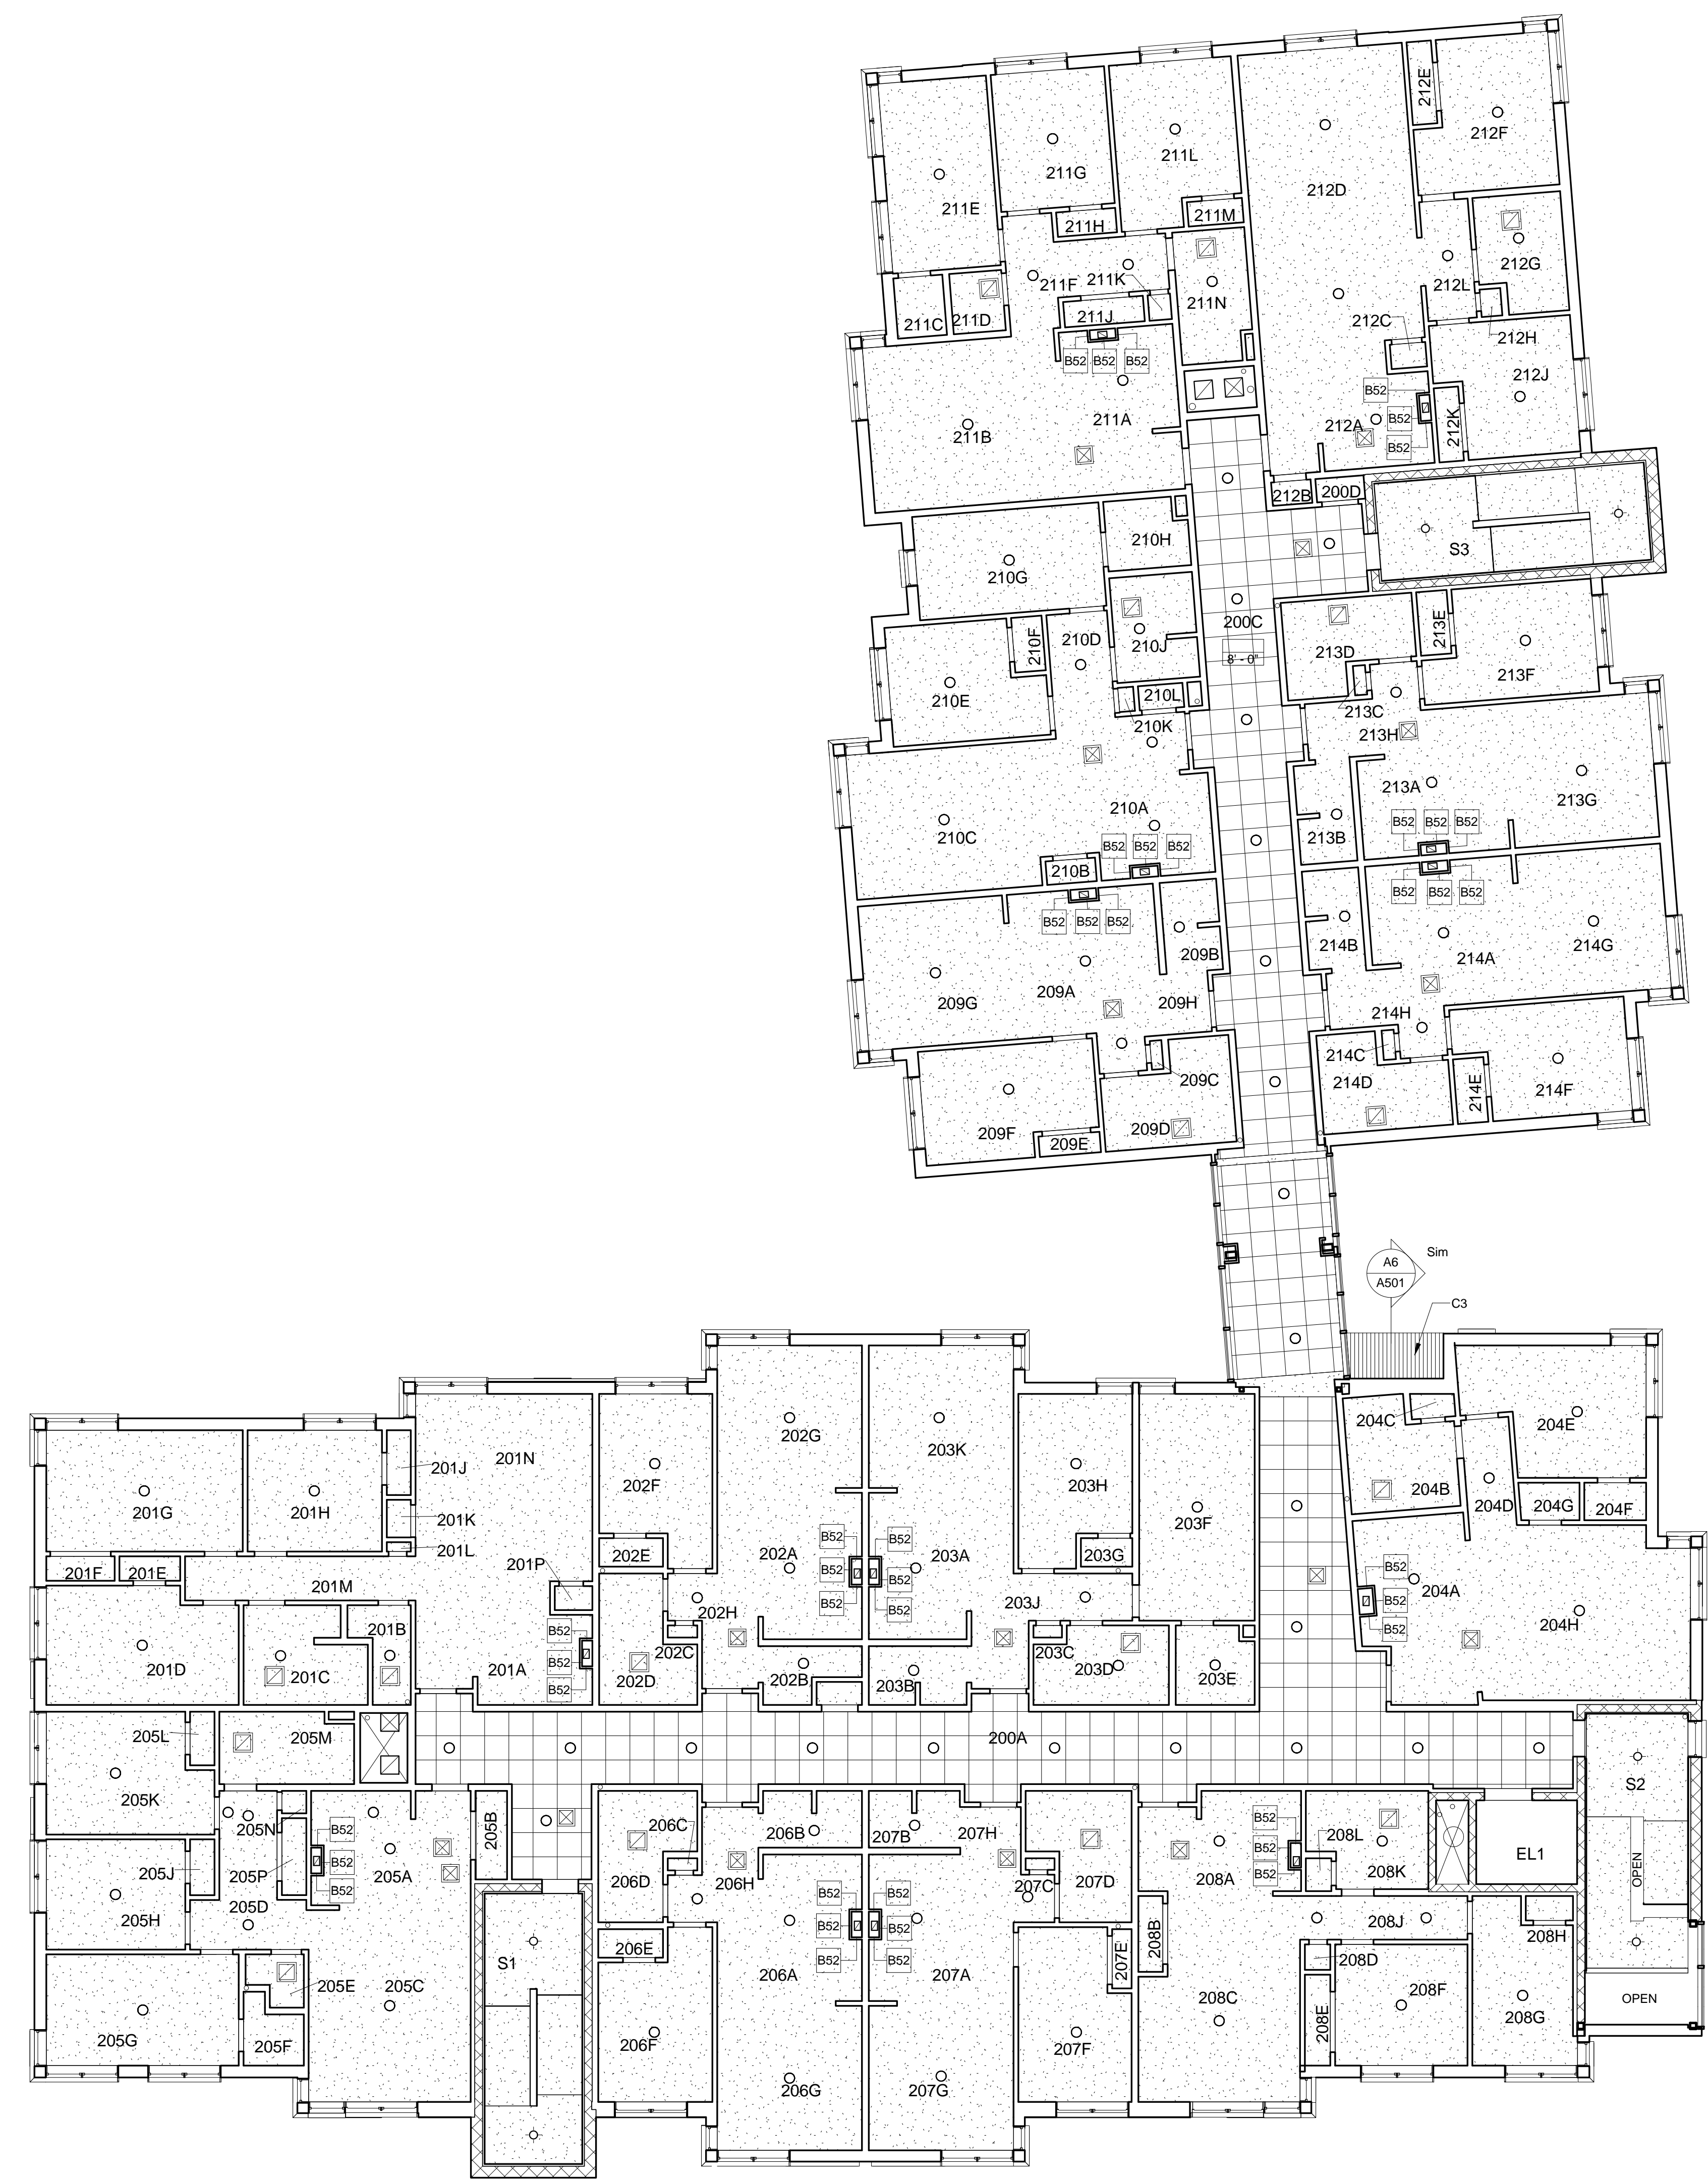 212E
212F
211L
211G
212D
211E
211M
211H
212G
211K
211F
212L
211N
211J
211C
211D
212C
212H
B52 B52 B52
212J
B52
211A
B52
212A
212K
211B
B52
200D
212B
210H
S3
210G
200C
213E
210D
210F
210J
213D
8' - 0"
213F
210L
210E
213C
210K
213H
213A
213G
210A
B52 B52 B52
210C
213B
B52 B52 B52
210B
B52 B52 B52
B52 B52 B52
214B
214G
209B
214A
209A
209H
209G
214H
214C
209C
214D
214E
214F
209D
209F
209E
Sim
A6
A501
C3
204C
204E
202G
203K
201N
201J
202F
203H
204B
204D
204G
204F
201G
201H
201K
203F
B52
B52
201L
202E
202A
203A
203G
201P
B52
201F
201E
B52
B52
201M
B52
204A
B52
B52
B52
202H
203J
204H
201B
B52
B52
202C
203C
201D
201C
B52
201A
202D
202B
203B
203D
203E
B52
205L
205M
200A
S2
205K
205N
B52
205B
206C
206B
207B
207H
B52
208L
B52
B52
EL1
205J
205P
B52
205A
206H
208A
B52
208K
OPEN
B52
206D
207C
207D
205D
B52
B52
205H
B52
B52
208J
206E
208B
208H
S1
B52
B52
207E
208D
206A
207A
205E
205C
208C
208F
OPEN
208E
208G
205G
205F
206F
207F
206G
207G